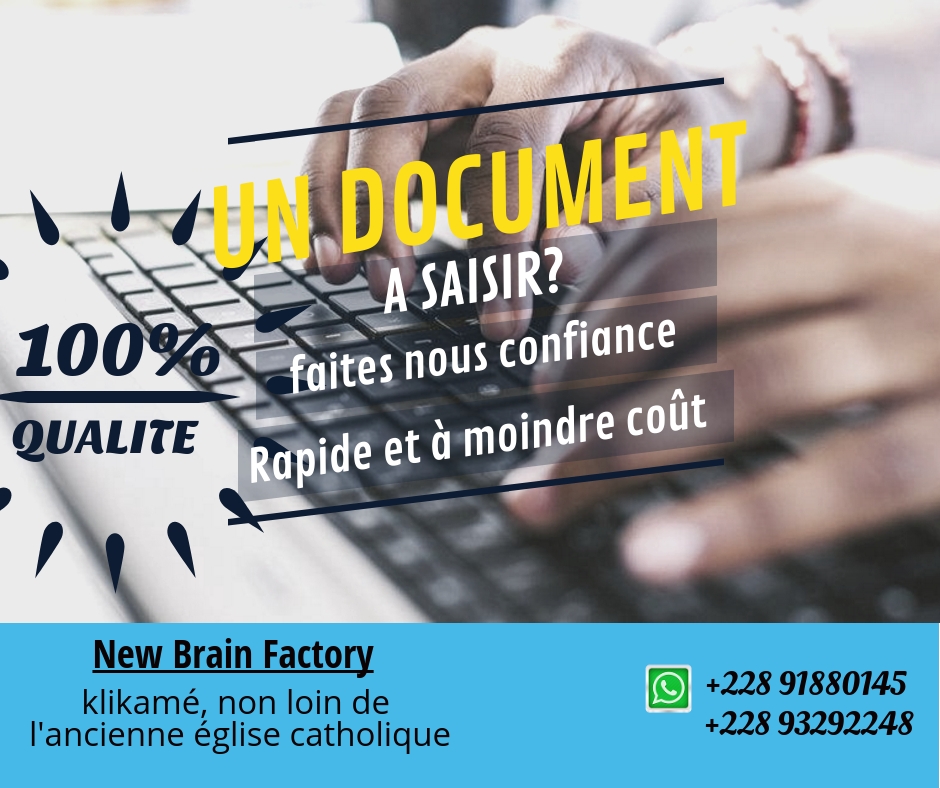 UN DOCUMENT
A SAISIR?
faites nous confiance
Rapide et à moindre coût
100%
QUALITE
New Brain Factory
klikamé, non loin de
l'ancienne église catholique
+228 91880145
+228 93292248